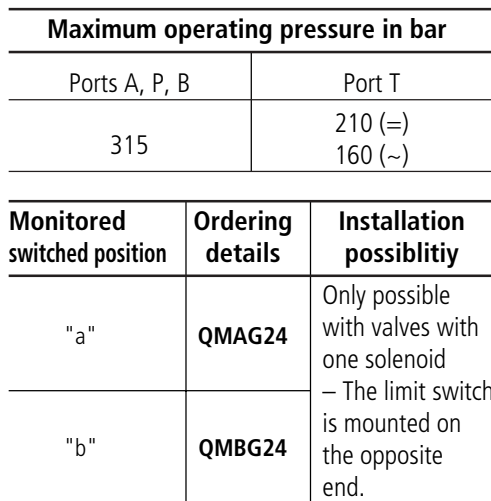 Maximum operating pressure in bar
Ports A, P, B Port T
315 210 (=)
160 (~)
Monitored switched position Ordering details Installation possiblitiy
"a" QMAG24
"b" QMBG24
Only possible
with valves with
one solenoid
– The limit switch
is mounted on
the opposite
end.